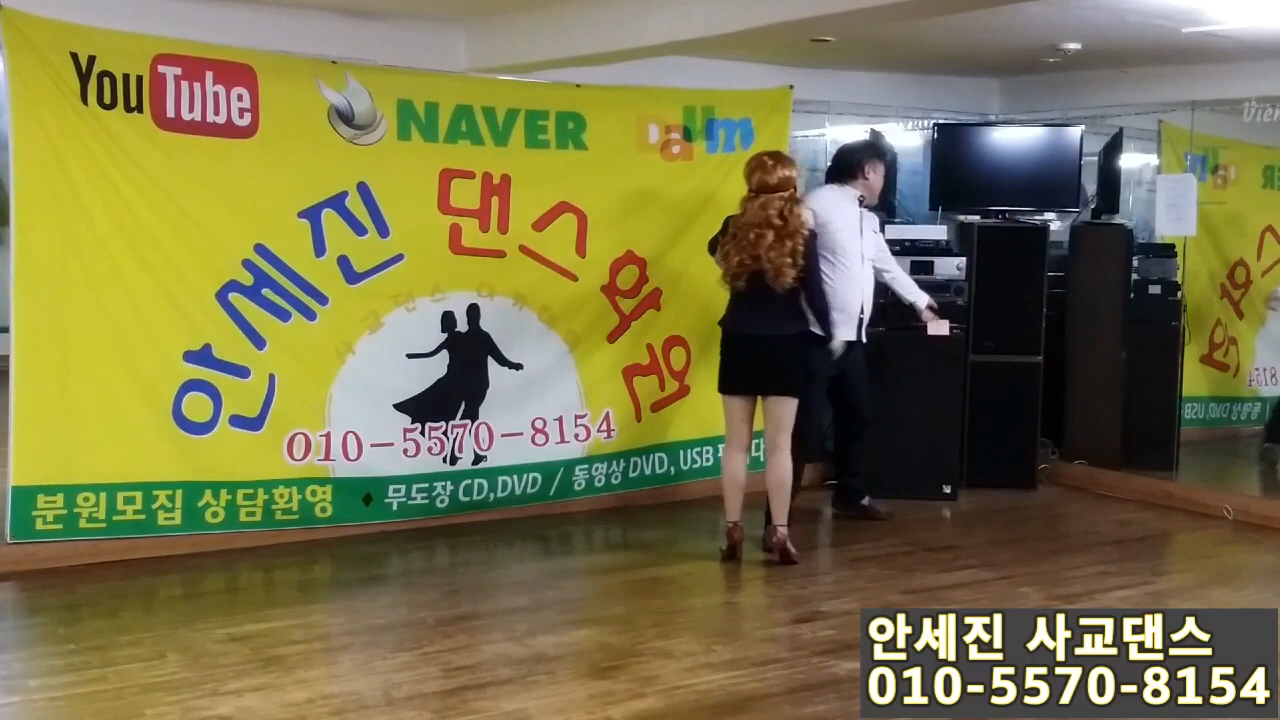 YouTube
NAVER
Daum
안세진 댄스학원
010-5570-8154
분원모집 상담환영 ♦ 무도장 CD,DVD / 동영상 DVD, USB
안세진 사교댄스
010-5570-8154